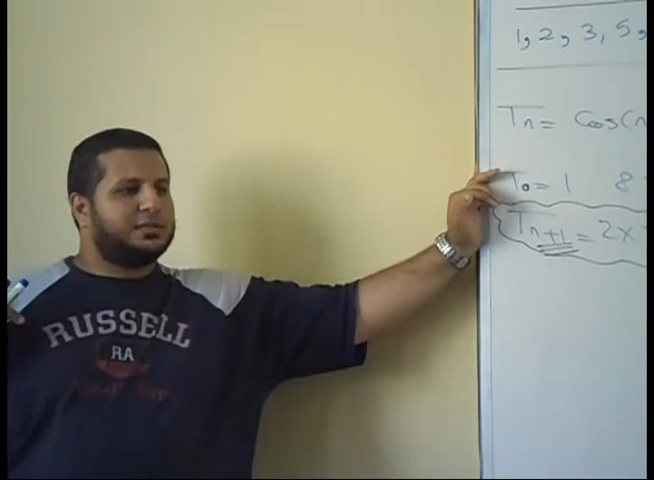 1, 2, 3, 5,
Tn = Cos(n
T0 = 1 8
Tn+1 = 2x
RUSSELL
RA